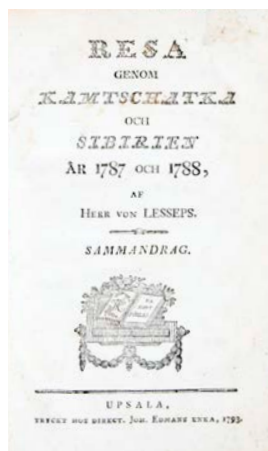 RESA
GENOM
KAMTSCHATKA
OCH
SIBIRIEN
ÅR 1787 OCH 1788,
AF
HERR VON LESSEPS.
SAMMANDRAG.
UPSALA,
TRYCKT HOS DIRECT. JOH. EDMANS ENKA, 1793.